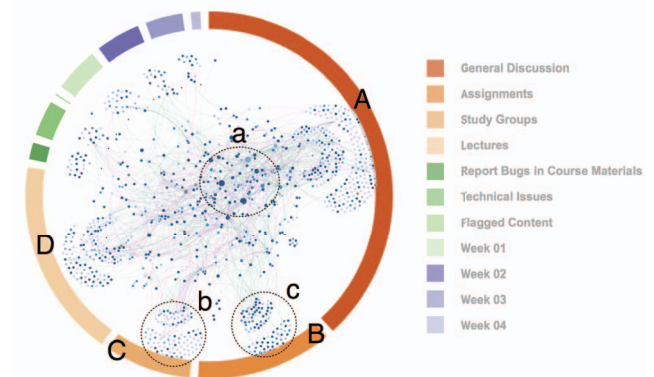 A
a
b
c
B
C
D
General Discussion
Assignments
Study Groups
Lectures
Report Bugs in Course Materials
Technical Issues
Flagged Content
Week 01
Week 02
Week 03
Week 04